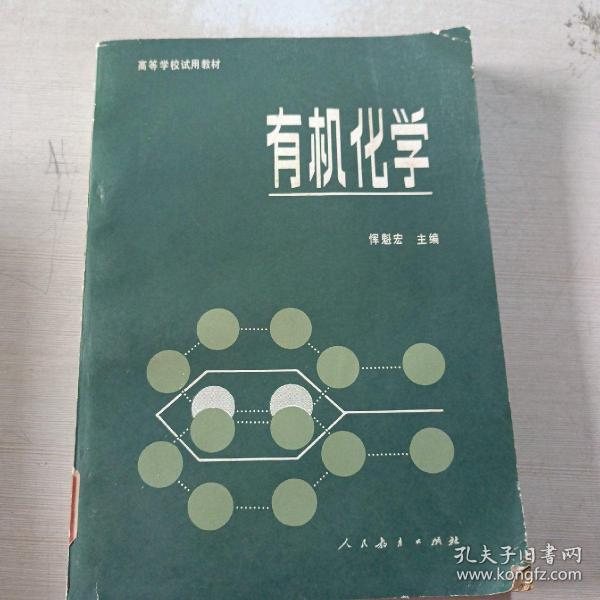 高等学校试用教材
有机化学
恽魁宏 主编
人民教育出版社
孔夫子旧书网
www.kongfz.com